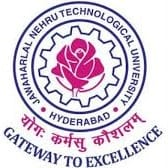 JAWAHARLAL NEHRU TECHNOLOGICAL UNIVERSITY
HYDERABAD
योगः कर्मसु कौशलम्
GATEWAY TO EXCELLENCE